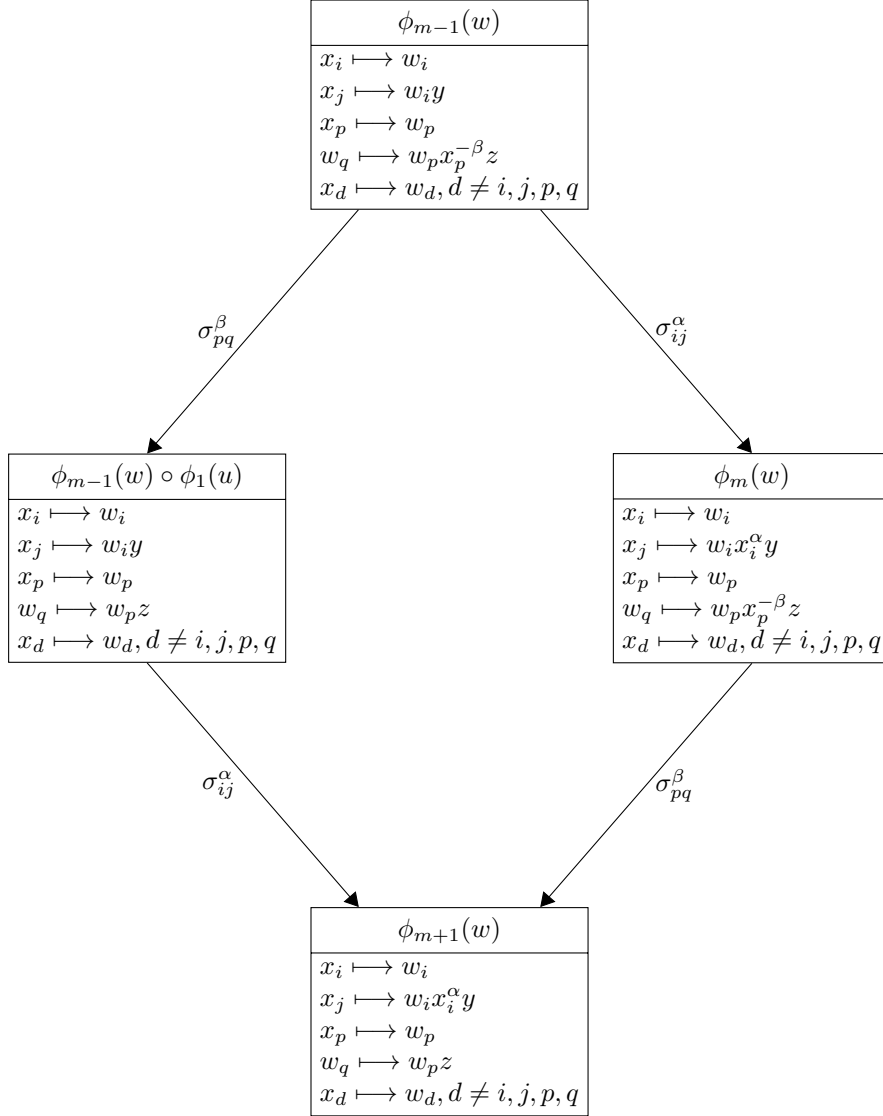 ϕ_{m−1}(w)
x_i ⟼ w_i
x_j ⟼ w_i y
x_p ⟼ w_p
w_q ⟼ w_p x_p^{−β} z
x_d ⟼ w_d, d ≠ i, j, p, q
σ_{pq}^{β}
σ_{ij}^{α}
ϕ_{m−1}(w) ∘ ϕ_1(u)
x_i ⟼ w_i
x_j ⟼ w_i y
x_p ⟼ w_p
w_q ⟼ w_p z
x_d ⟼ w_d, d ≠ i, j, p, q
ϕ_m(w)
x_i ⟼ w_i
x_j ⟼ w_i x_i^{α} y
x_p ⟼ w_p
w_q ⟼ w_p x_p^{−β} z
x_d ⟼ w_d, d ≠ i, j, p, q
σ_{ij}^{α}
σ_{pq}^{β}
ϕ_{m+1}(w)
x_i ⟼ w_i
x_j ⟼ w_i x_i^{α} y
x_p ⟼ w_p
w_q ⟼ w_p z
x_d ⟼ w_d, d ≠ i, j, p, q